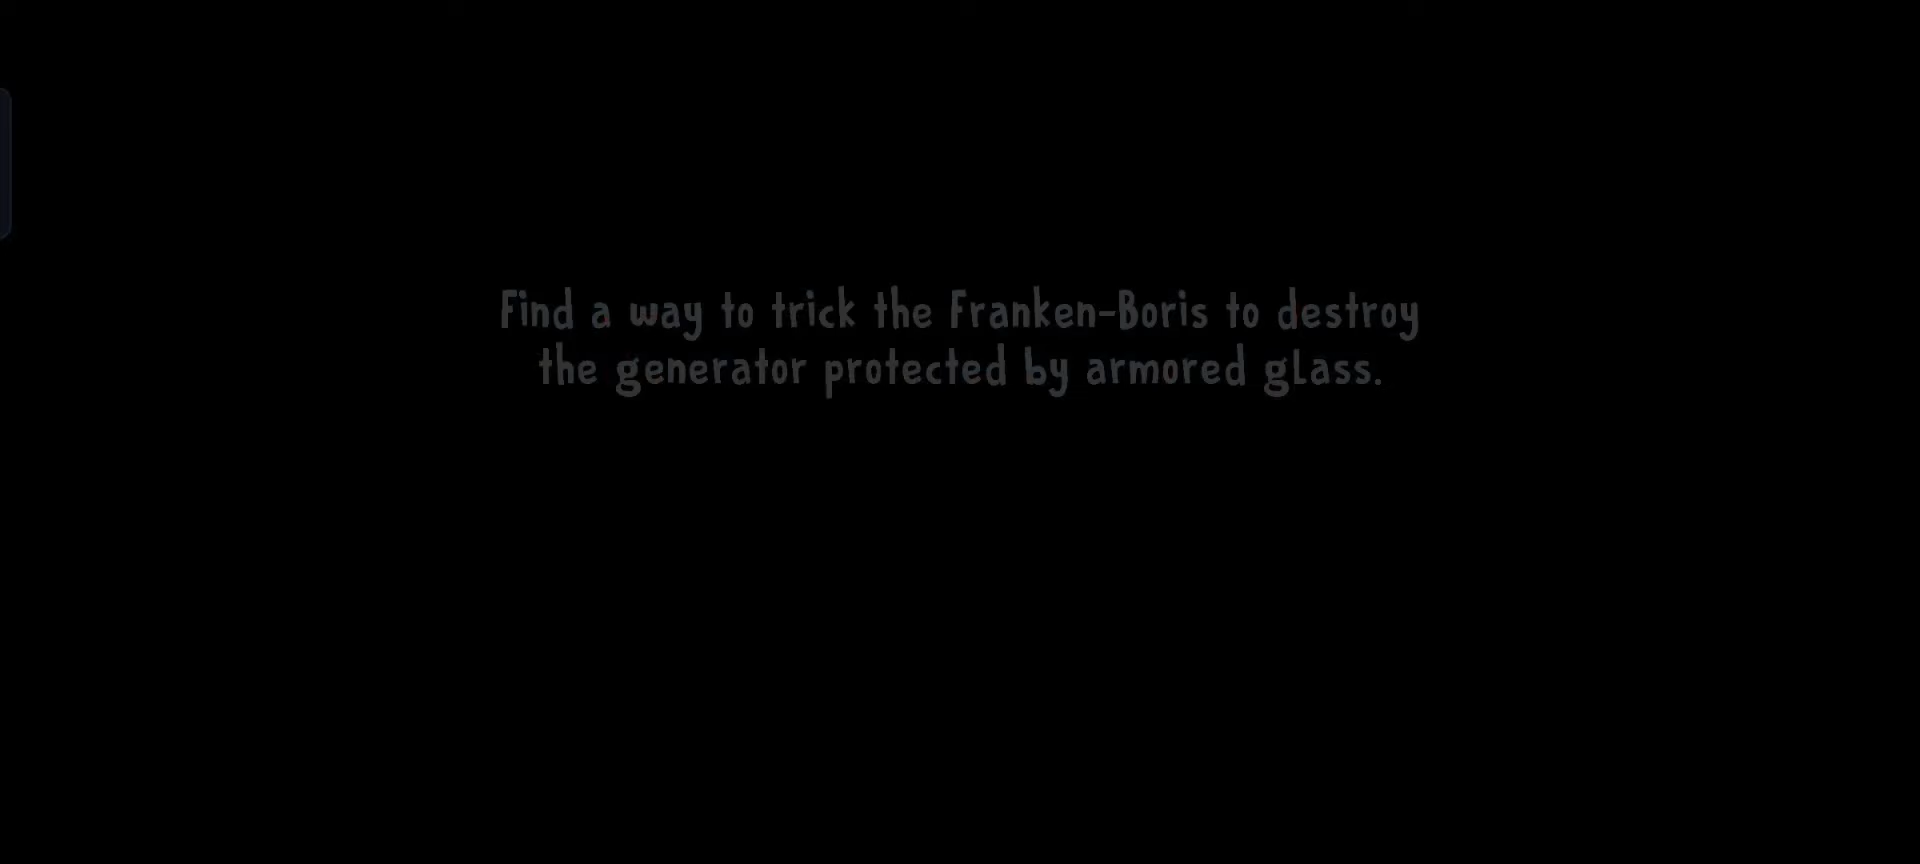 Find a way to trick the Franken-Boris to destroy
the generator protected by armored glass.